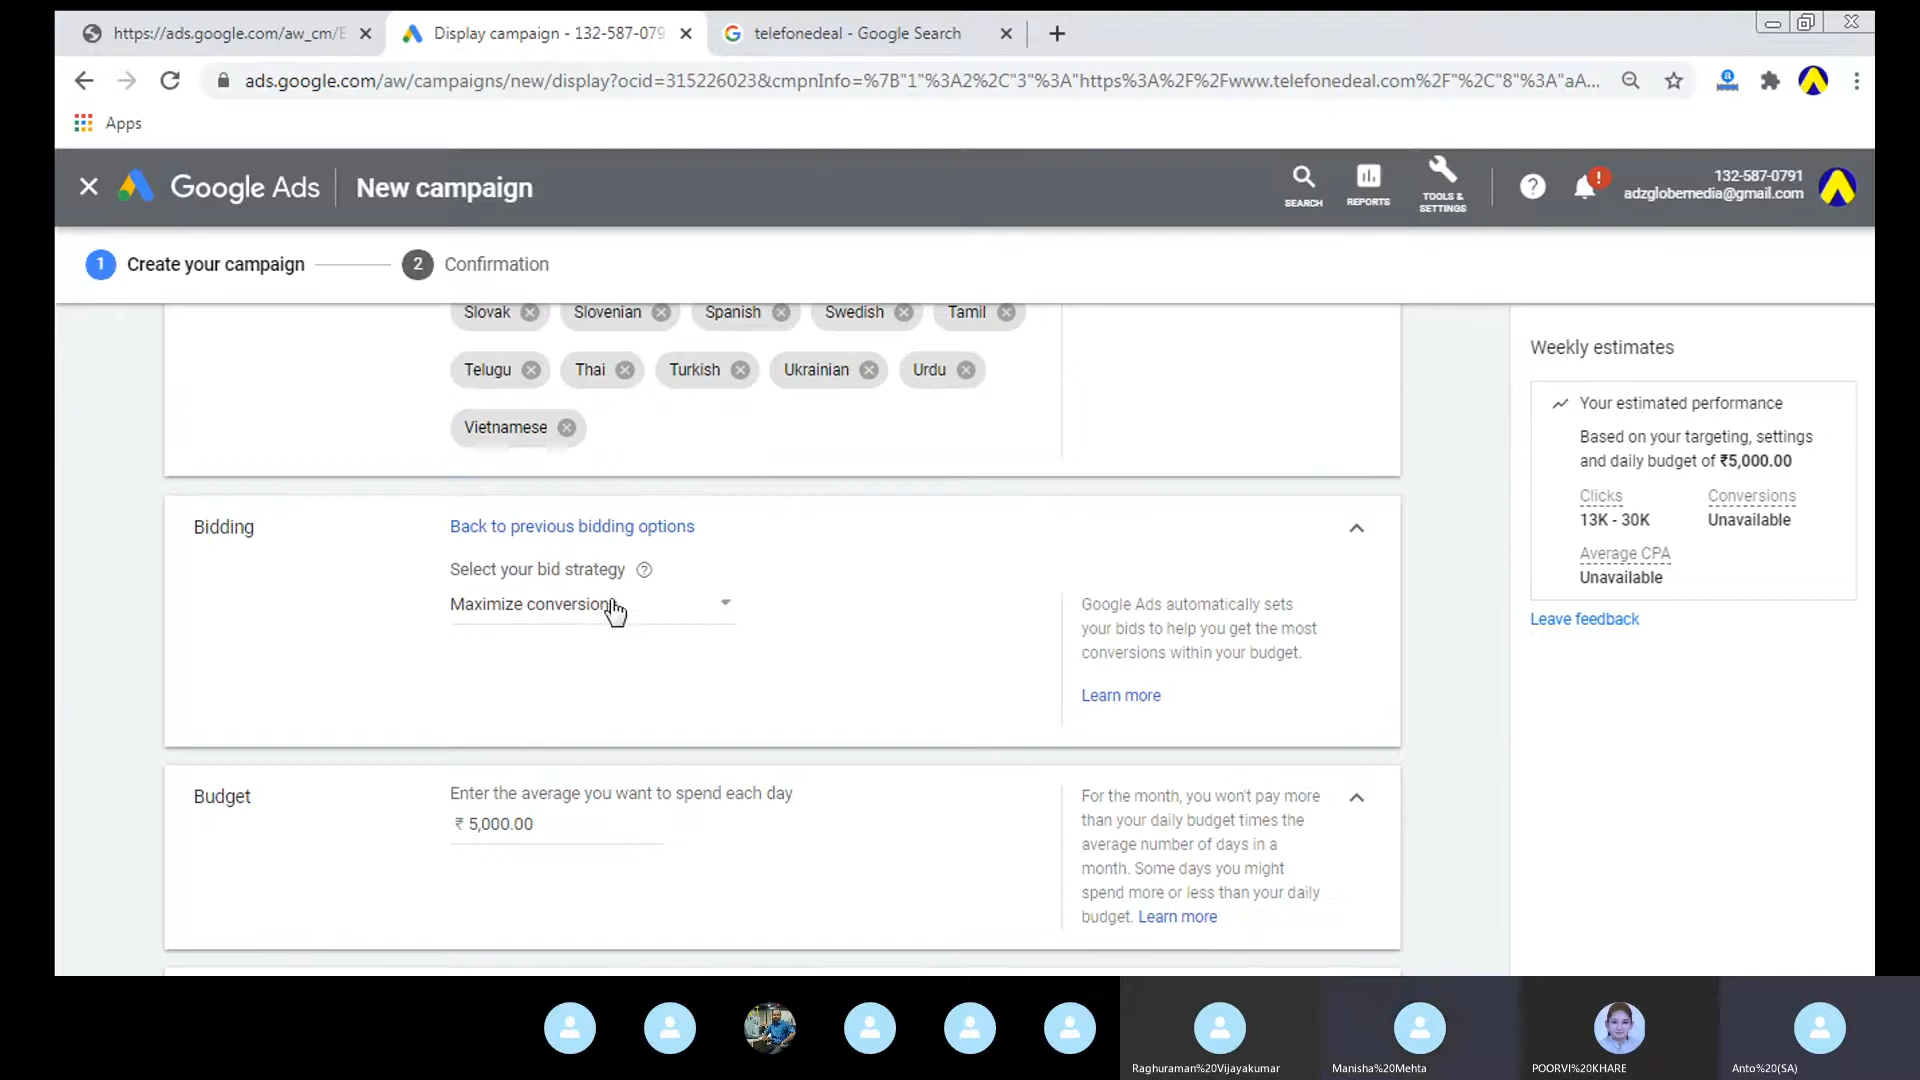 https://ads.google.com/aw_cm/E
Display campaign - 132-587-079
telefonedeal - Google Search
ads.google.com/aw/campaigns/new/display?ocid=315226023&cmpnInfo=%7B"1"%3A2%2C"3"%3A"https%3A%2F%2Fwww.telefonedeal.com%2F"%2C"8"%3A"aA...
Apps
Google Ads
New campaign
SEARCH
REPORTS
TOOLS &
SETTINGS
132-587-0791
adzglobemedia@gmail.com
1 Create your campaign
2 Confirmation
Slovak
Slovenian
Spanish
Swedish
Tamil
Telugu
Thai
Turkish
Ukrainian
Urdu
Vietnamese
Bidding
Back to previous bidding options
Select your bid strategy
Maximize conversions
Google Ads automatically sets
your bids to help you get the most
conversions within your budget.
Learn more
Budget
Enter the average you want to spend each day
₹ 5,000.00
For the month, you won't pay more
than your daily budget times the
average number of days in a
month. Some days you might
spend more or less than your daily
budget. Learn more
Weekly estimates
Your estimated performance
Based on your targeting, settings
and daily budget of ₹5,000.00
Clicks
Conversions
13K - 30K
Unavailable
Average CPA
Unavailable
Leave feedback
Raghuraman%20Vijayakumar
Manisha%20Mehta
POORVI%20KHARE
Anto%20(SA)